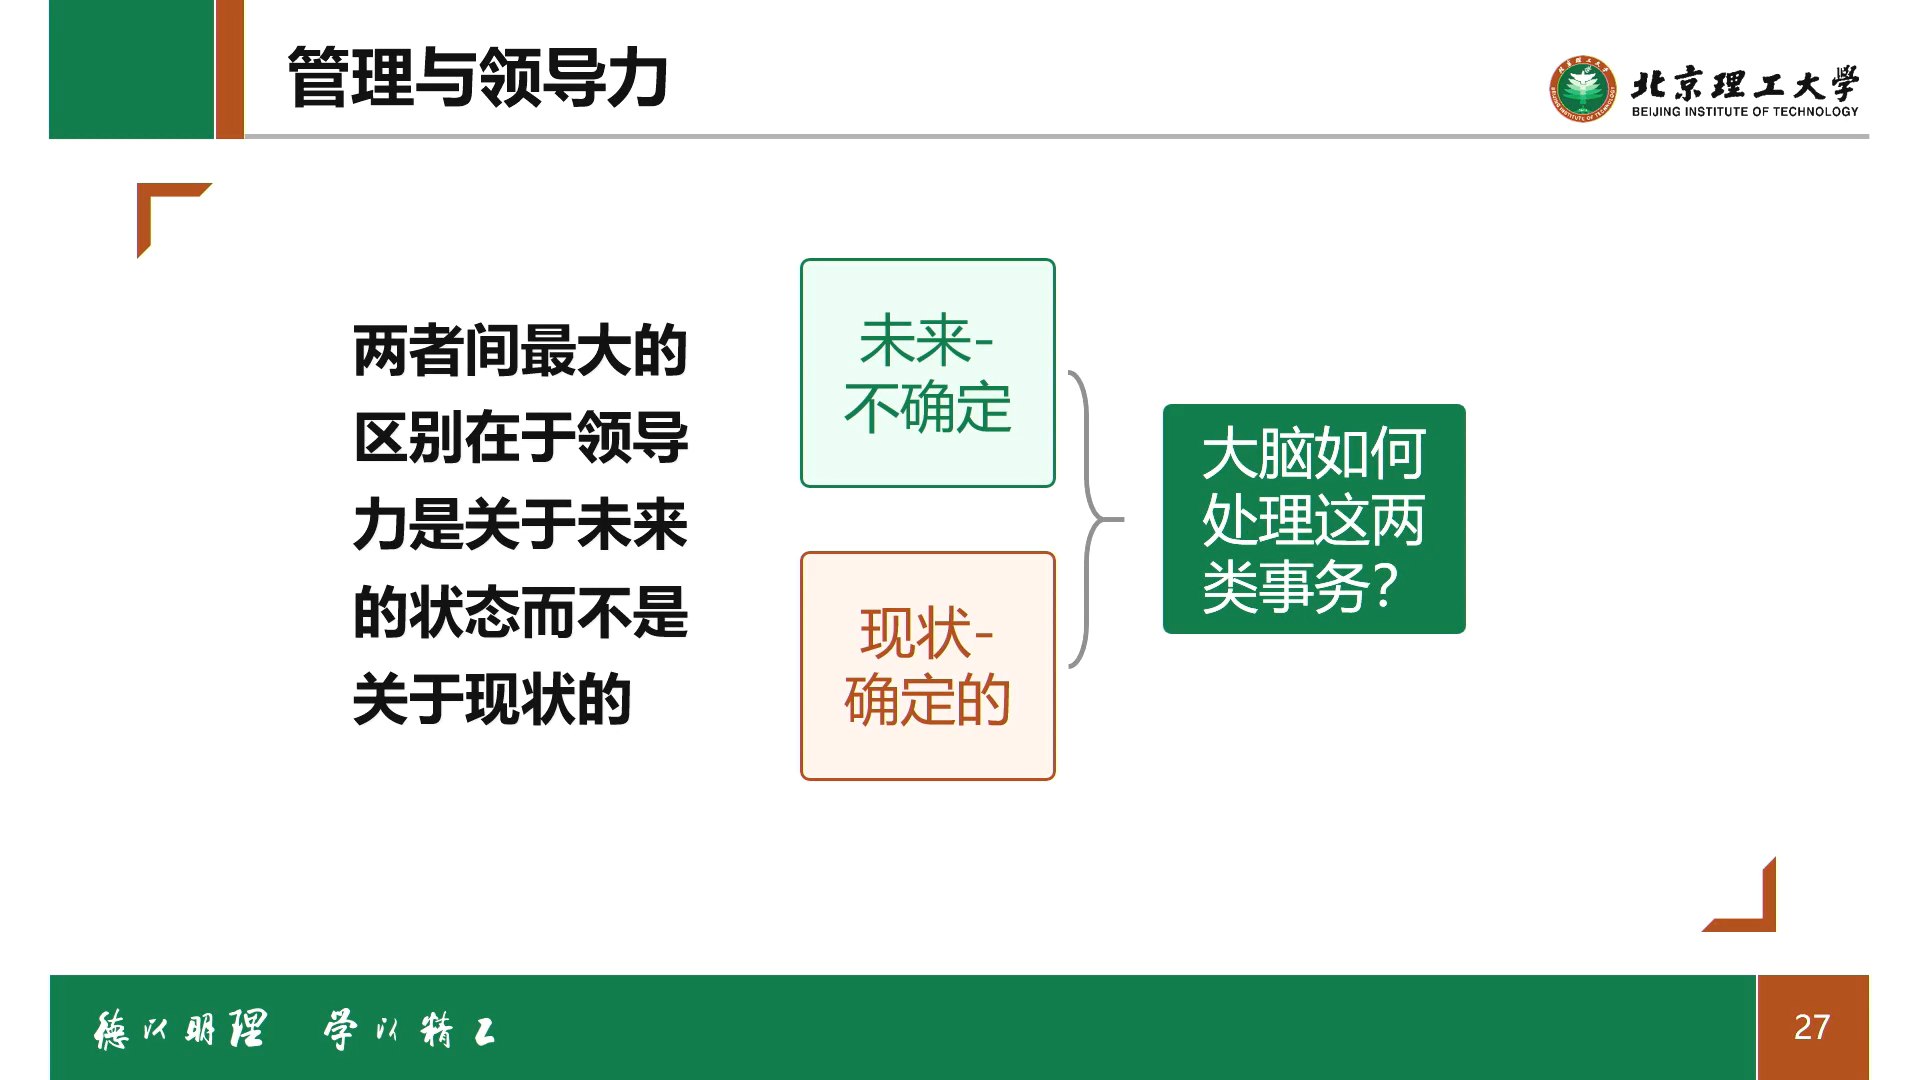 管理与领导力
北京理工大学
BEIJING INSTITUTE OF TECHNOLOGY
两者间最大的
区别在于领导
力是关于未来
的状态而不是
关于现状的
未来-
不确定
现状-
确定的
大脑如何
处理这两
类事务？
德以明理 学以精工
27